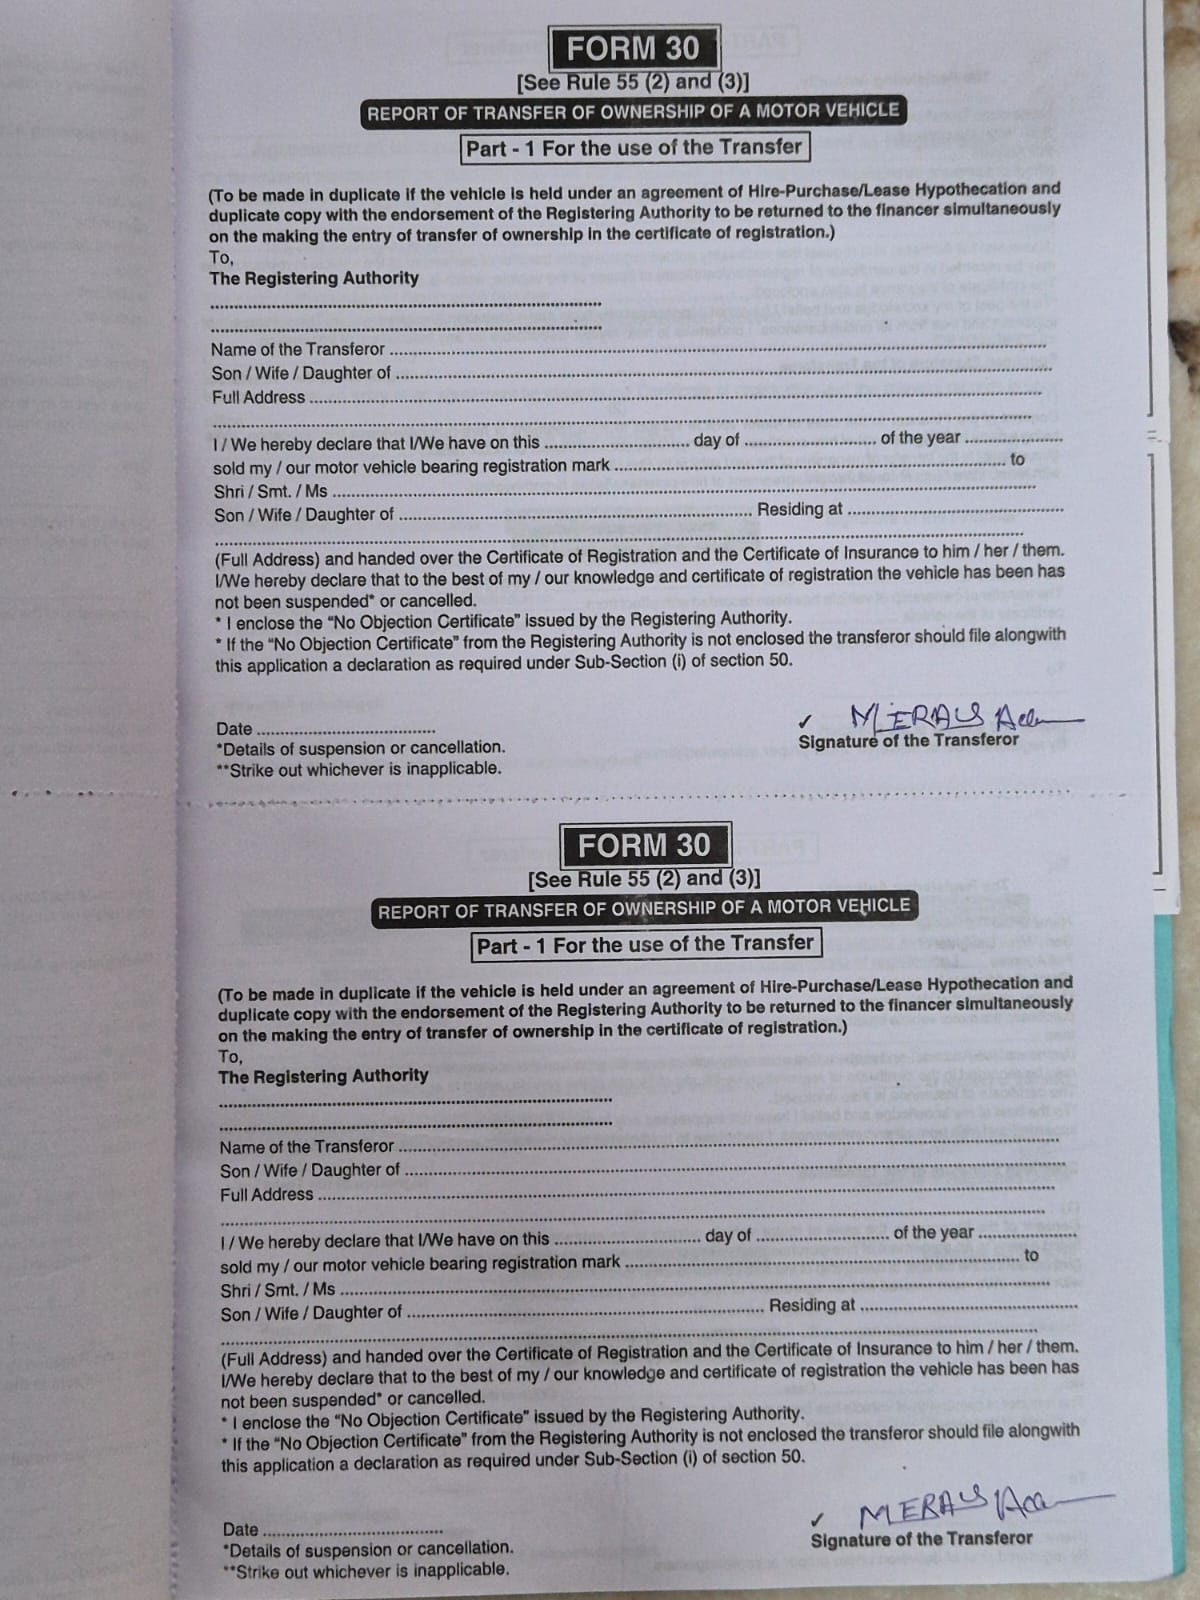 FORM 30
[See Rule 55 (2) and (3)]
REPORT OF TRANSFER OF OWNERSHIP OF A MOTOR VEHICLE
Part - 1 For the use of the Transfer
(To be made in duplicate if the vehicle is held under an agreement of Hire-Purchase/Lease Hypothecation and
duplicate copy with the endorsement of the Registering Authority to be returned to the financer simultaneously
on the making the entry of transfer of ownership in the certificate of registration.)
To,
The Registering Authority
Name of the Transferor
Son / Wife / Daughter of
Full Address
I / We hereby declare that I/We have on this ............ day of ............ of the year ............
sold my / our motor vehicle bearing registration mark ............ to
Shri / Smt. / Ms
Son / Wife / Daughter of ............ Residing at ............
(Full Address) and handed over the Certificate of Registration and the Certificate of Insurance to him / her / them.
I/We hereby declare that to the best of my / our knowledge and certificate of registration the vehicle has been has
not been suspended* or cancelled.
* I enclose the “No Objection Certificate” issued by the Registering Authority.
* If the “No Objection Certificate” from the Registering Authority is not enclosed the transferor should file alongwith
this application a declaration as required under Sub-Section (i) of section 50.
Date ............
✓
Signature of the Transferor
*Details of suspension or cancellation.
**Strike out whichever is inapplicable.
FORM 30
[See Rule 55 (2) and (3)]
REPORT OF TRANSFER OF OWNERSHIP OF A MOTOR VEHICLE
Part - 1 For the use of the Transfer
(To be made in duplicate if the vehicle is held under an agreement of Hire-Purchase/Lease Hypothecation and
duplicate copy with the endorsement of the Registering Authority to be returned to the financer simultaneously
on the making the entry of transfer of ownership in the certificate of registration.)
To,
The Registering Authority
Name of the Transferor
Son / Wife / Daughter of
Full Address
I / We hereby declare that I/We have on this ............ day of ............ of the year ............
sold my / our motor vehicle bearing registration mark ............ to
Shri / Smt. / Ms
Son / Wife / Daughter of ............ Residing at ............
(Full Address) and handed over the Certificate of Registration and the Certificate of Insurance to him / her / them.
I/We hereby declare that to the best of my / our knowledge and certificate of registration the vehicle has been has
not been suspended* or cancelled.
* I enclose the “No Objection Certificate” issued by the Registering Authority.
* If the “No Objection Certificate” from the Registering Authority is not enclosed the transferor should file alongwith
this application a declaration as required under Sub-Section (i) of section 50.
Date ............
✓
Signature of the Transferor
*Details of suspension or cancellation.
**Strike out whichever is inapplicable.